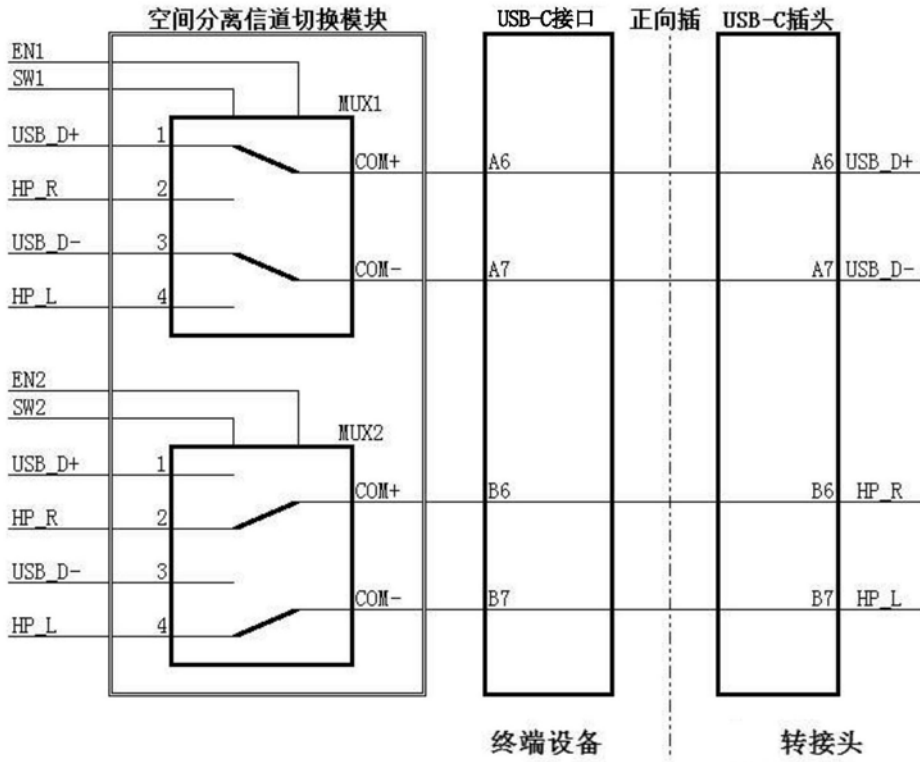 空间分离信道切换模块 USB-C接口 正向插 USB-C插头
EN1
SW1
MUX1
USB_D+ 1
COM+ A6 A6 USB_D+
HP_R 2
USB_D- 3
COM- A7 A7 USB_D-
HP_L 4
EN2
SW2
MUX2
USB_D+ 1
COM+ B6 B6 HP_R
HP_R 2
USB_D- 3
COM- B7 B7 HP_L
HP_L 4
终端设备 转接头